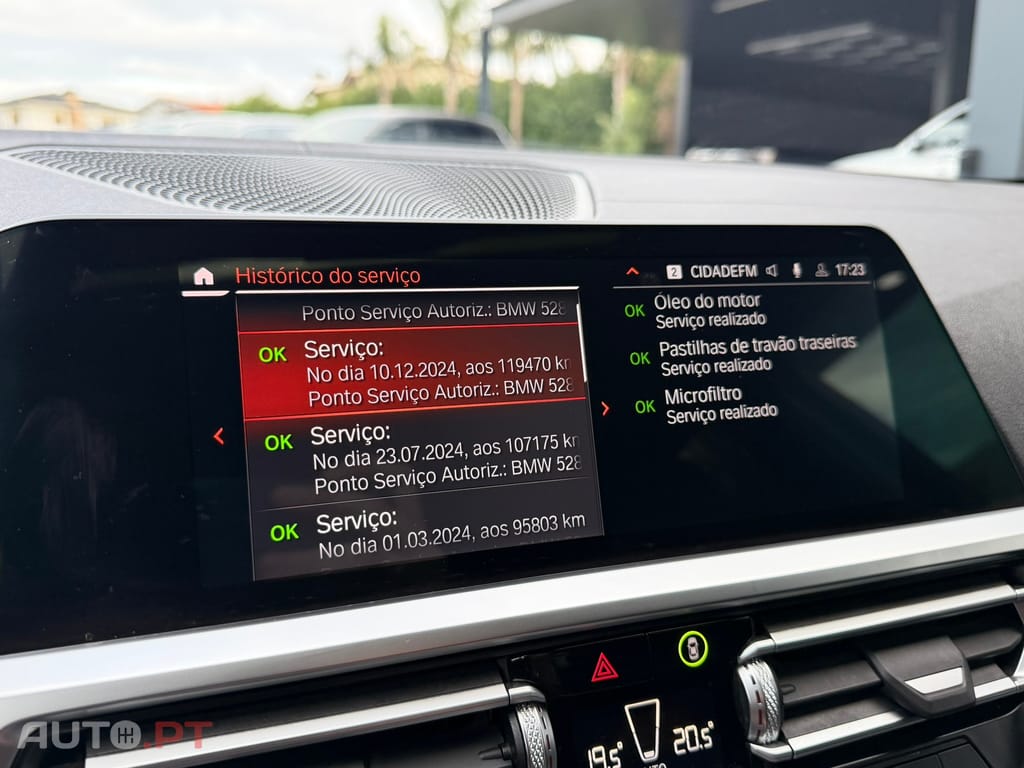 Histórico do serviço
2 CIDADEFM 17:23
Ponto Serviço Autoriz.: BMW 528
OK Serviço:
No dia 10.12.2024, aos 119470 km
Ponto Serviço Autoriz.: BMW 528
OK Serviço:
No dia 23.07.2024, aos 107175 km
Ponto Serviço Autoriz.: BMW 528
OK Serviço:
No dia 01.03.2024, aos 95803 km
OK Óleo do motor
Serviço realizado
OK Pastilhas de travão traseiras
Serviço realizado
OK Microfiltro
Serviço realizado
19.5° 20.5°
AUTO
AUTO.PT